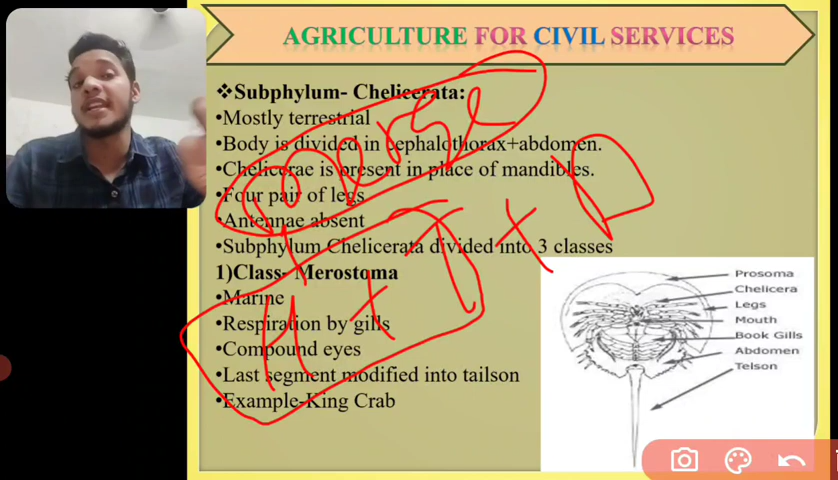 AGRICULTURE FOR CIVIL SERVICES
❖Subphylum- Chelicerata:
•Mostly terrestrial
•Body is divided in cephalothorax+abdomen.
•Chelicerae is present in place of mandibles.
•Four pair of legs
•Antennae absent
•Subphylum Chelicerata divided into 3 classes
1)Class- Merostoma
•Marine
•Respiration by gills
•Compound eyes
•Last segment modified into tailson
•Example-King Crab
Prosoma
Chelicera
Legs
Mouth
Book Gills
Abdomen
Telson
H + T + A